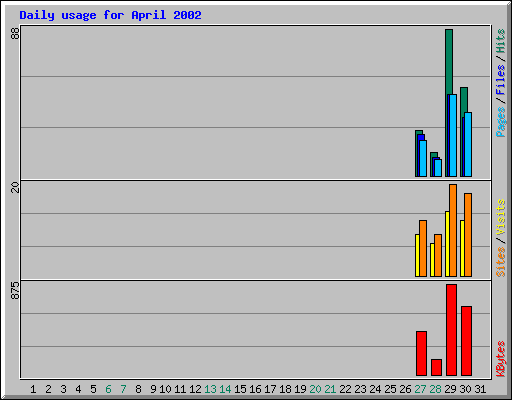 Daily usage for April 2002
88
Pages / Files / Hits
20
Sites / Visits
875
KBytes
1 2 3 4 5 6 7 8 9 10 11 12 13 14 15 16 17 18 19 20 21 22 23 24 25 26 27 28 29 30 31